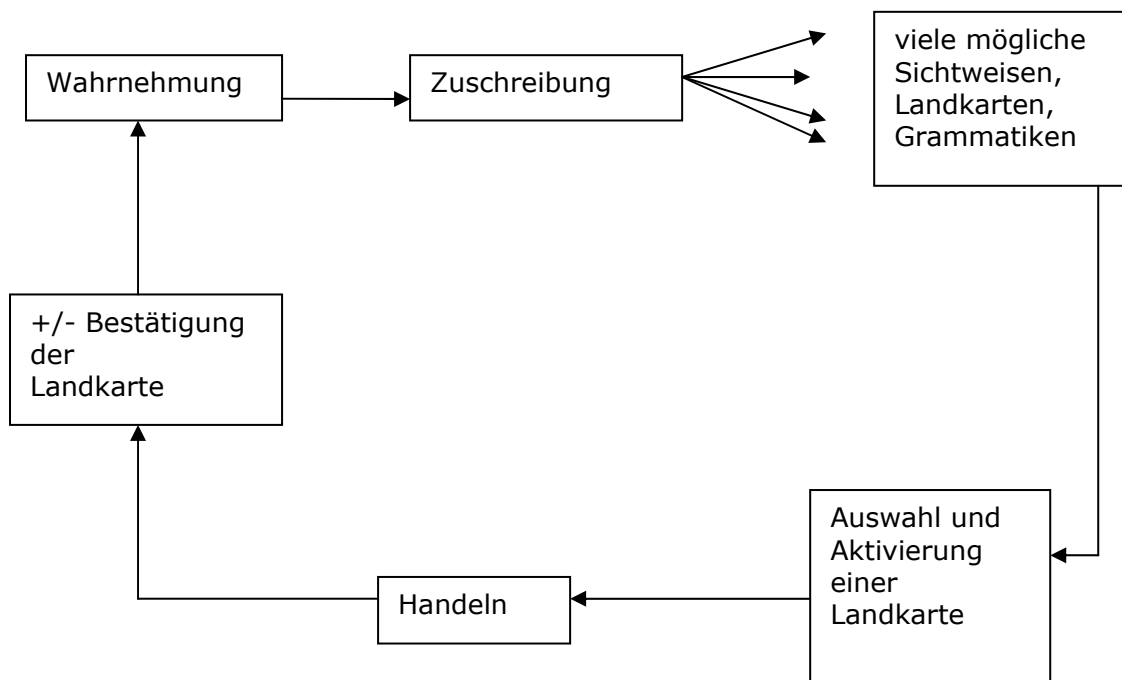 Wahrnehmung
Zuschreibung
viele mögliche
Sichtweisen,
Landkarten,
Grammatiken
+/- Bestätigung
der
Landkarte
Auswahl und
Aktivierung
einer
Landkarte
Handeln